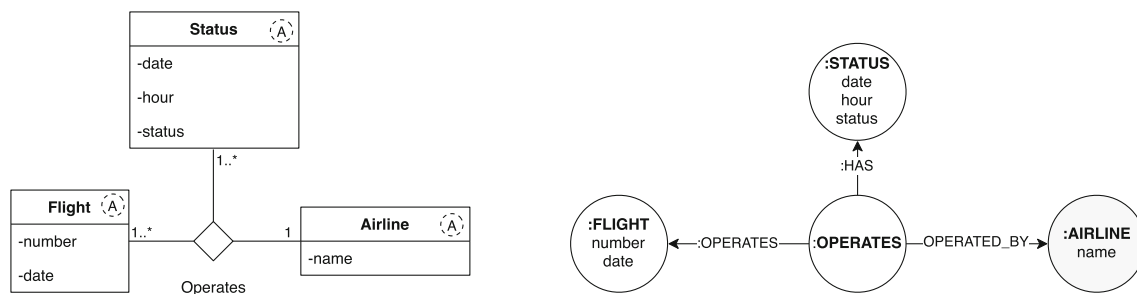 Status
A
-date
-hour
-status
1..*
Flight
A
-number
-date
1..*
1
Airline
A
-name
Operates
:STATUS
date
hour
status
:HAS
:FLIGHT
number
date
:OPERATES
:OPERATES
OPERATED_BY
:AIRLINE
name